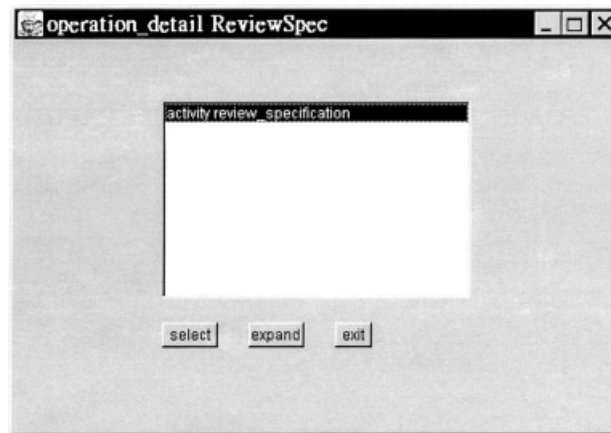 operation_detail ReviewSpec
activity review_specification
select expand exit